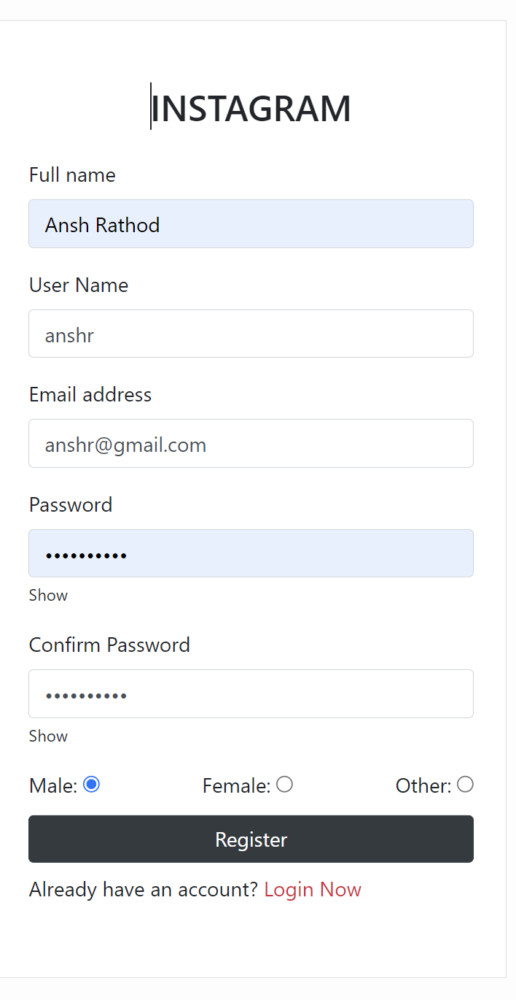 INSTAGRAM
Full name
Ansh Rathod
User Name
anshr
Email address
anshr@gmail.com
Password
••••••••••
Show
Confirm Password
••••••••••
Show
Male: Female: Other:
Register
Already have an account? Login Now